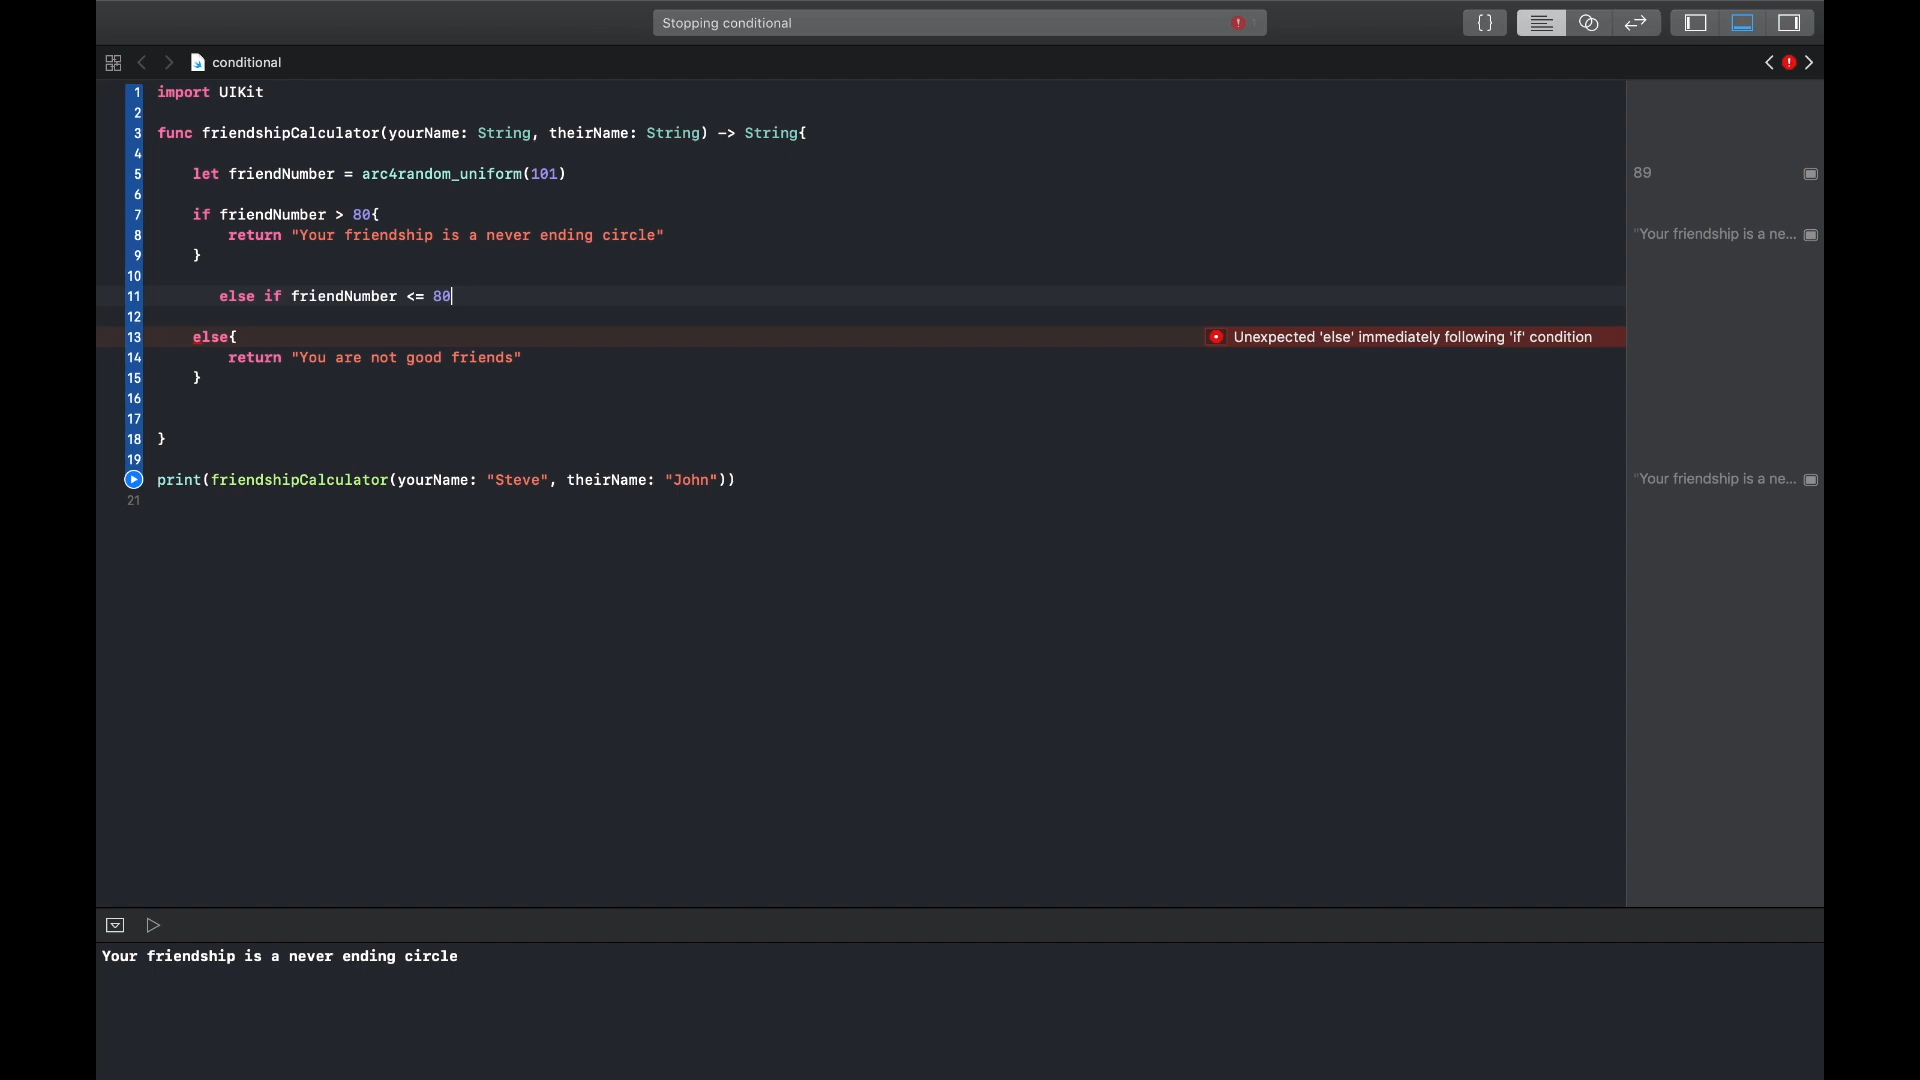 Stopping conditional
conditional
1 import UIKit
2
3 func friendshipCalculator(yourName: String, theirName: String) -> String{
4
5 let friendNumber = arc4random_uniform(101)
89
6
7 if friendNumber > 80{
8 return "Your friendship is a never ending circle"
"Your friendship is a ne...
9 }
10
11 else if friendNumber <= 80
12
13 else{
Unexpected 'else' immediately following 'if' condition
14 return "You are not good friends"
15 }
16
17
18 }
19
print(friendshipCalculator(yourName: "Steve", theirName: "John"))
"Your friendship is a ne...
21
Your friendship is a never ending circle